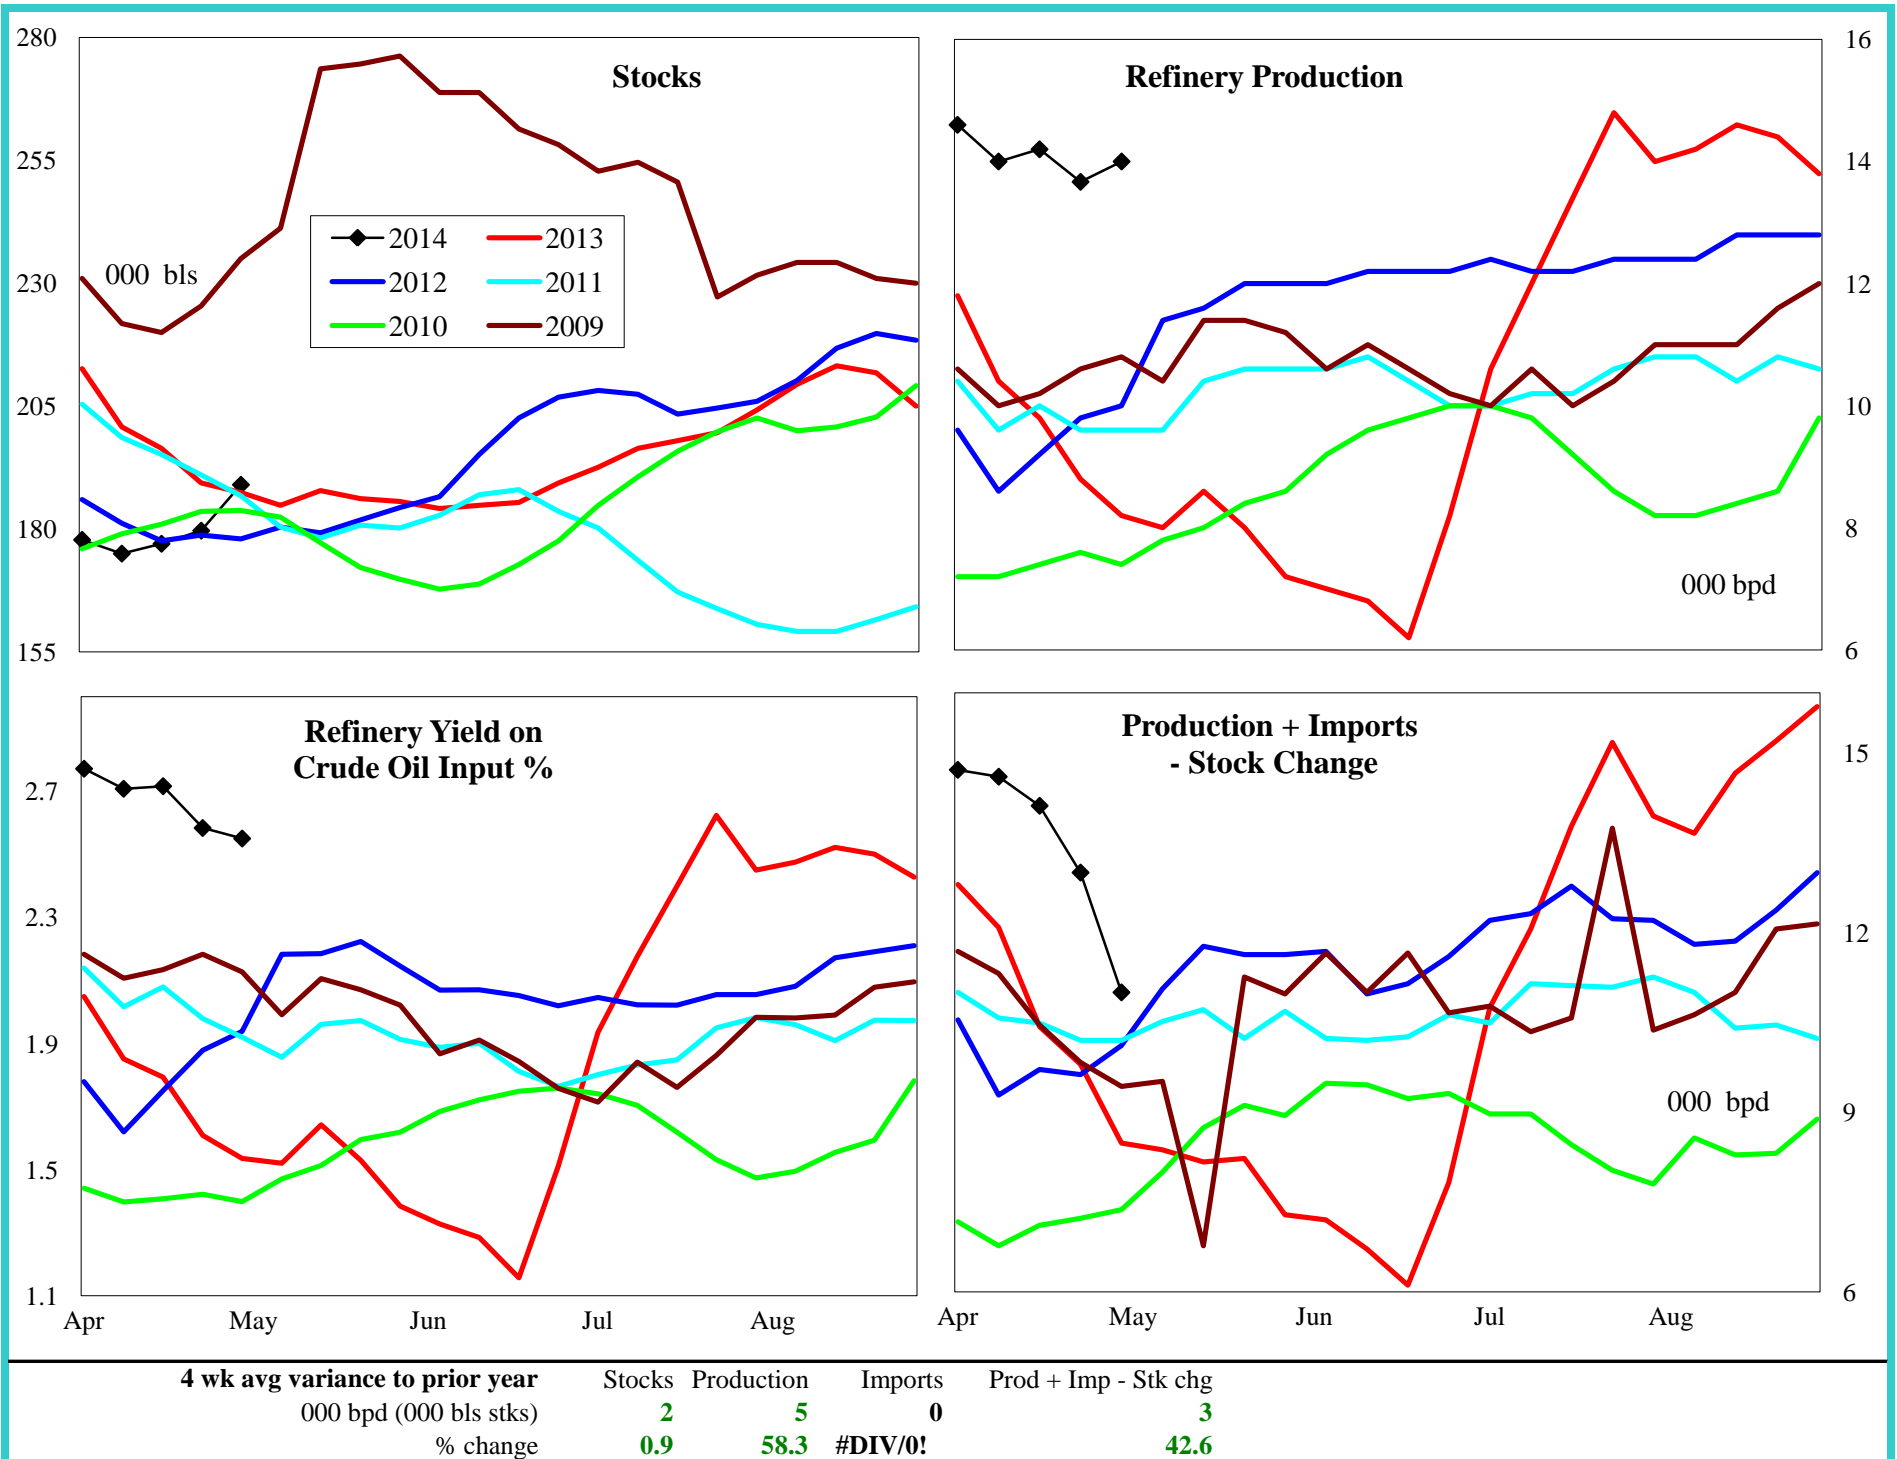 Stocks
280
255
230
205
180
155
000 bls
2014 2013
2012 2011
2010 2009
Refinery Production
16
14
12
10
8
6
000 bpd
Refinery Yield on
Crude Oil Input %
2.7
2.3
1.9
1.5
1.1
Apr May Jun Jul Aug
Production + Imports
- Stock Change
15
12
9
6
000 bpd
Apr May Jun Jul Aug
4 wk avg variance to prior year Stocks Production Imports Prod + Imp - Stk chg
000 bpd (000 bls stks) 2 5 0 3
% change 0.9 58.3 #DIV/0! 42.6